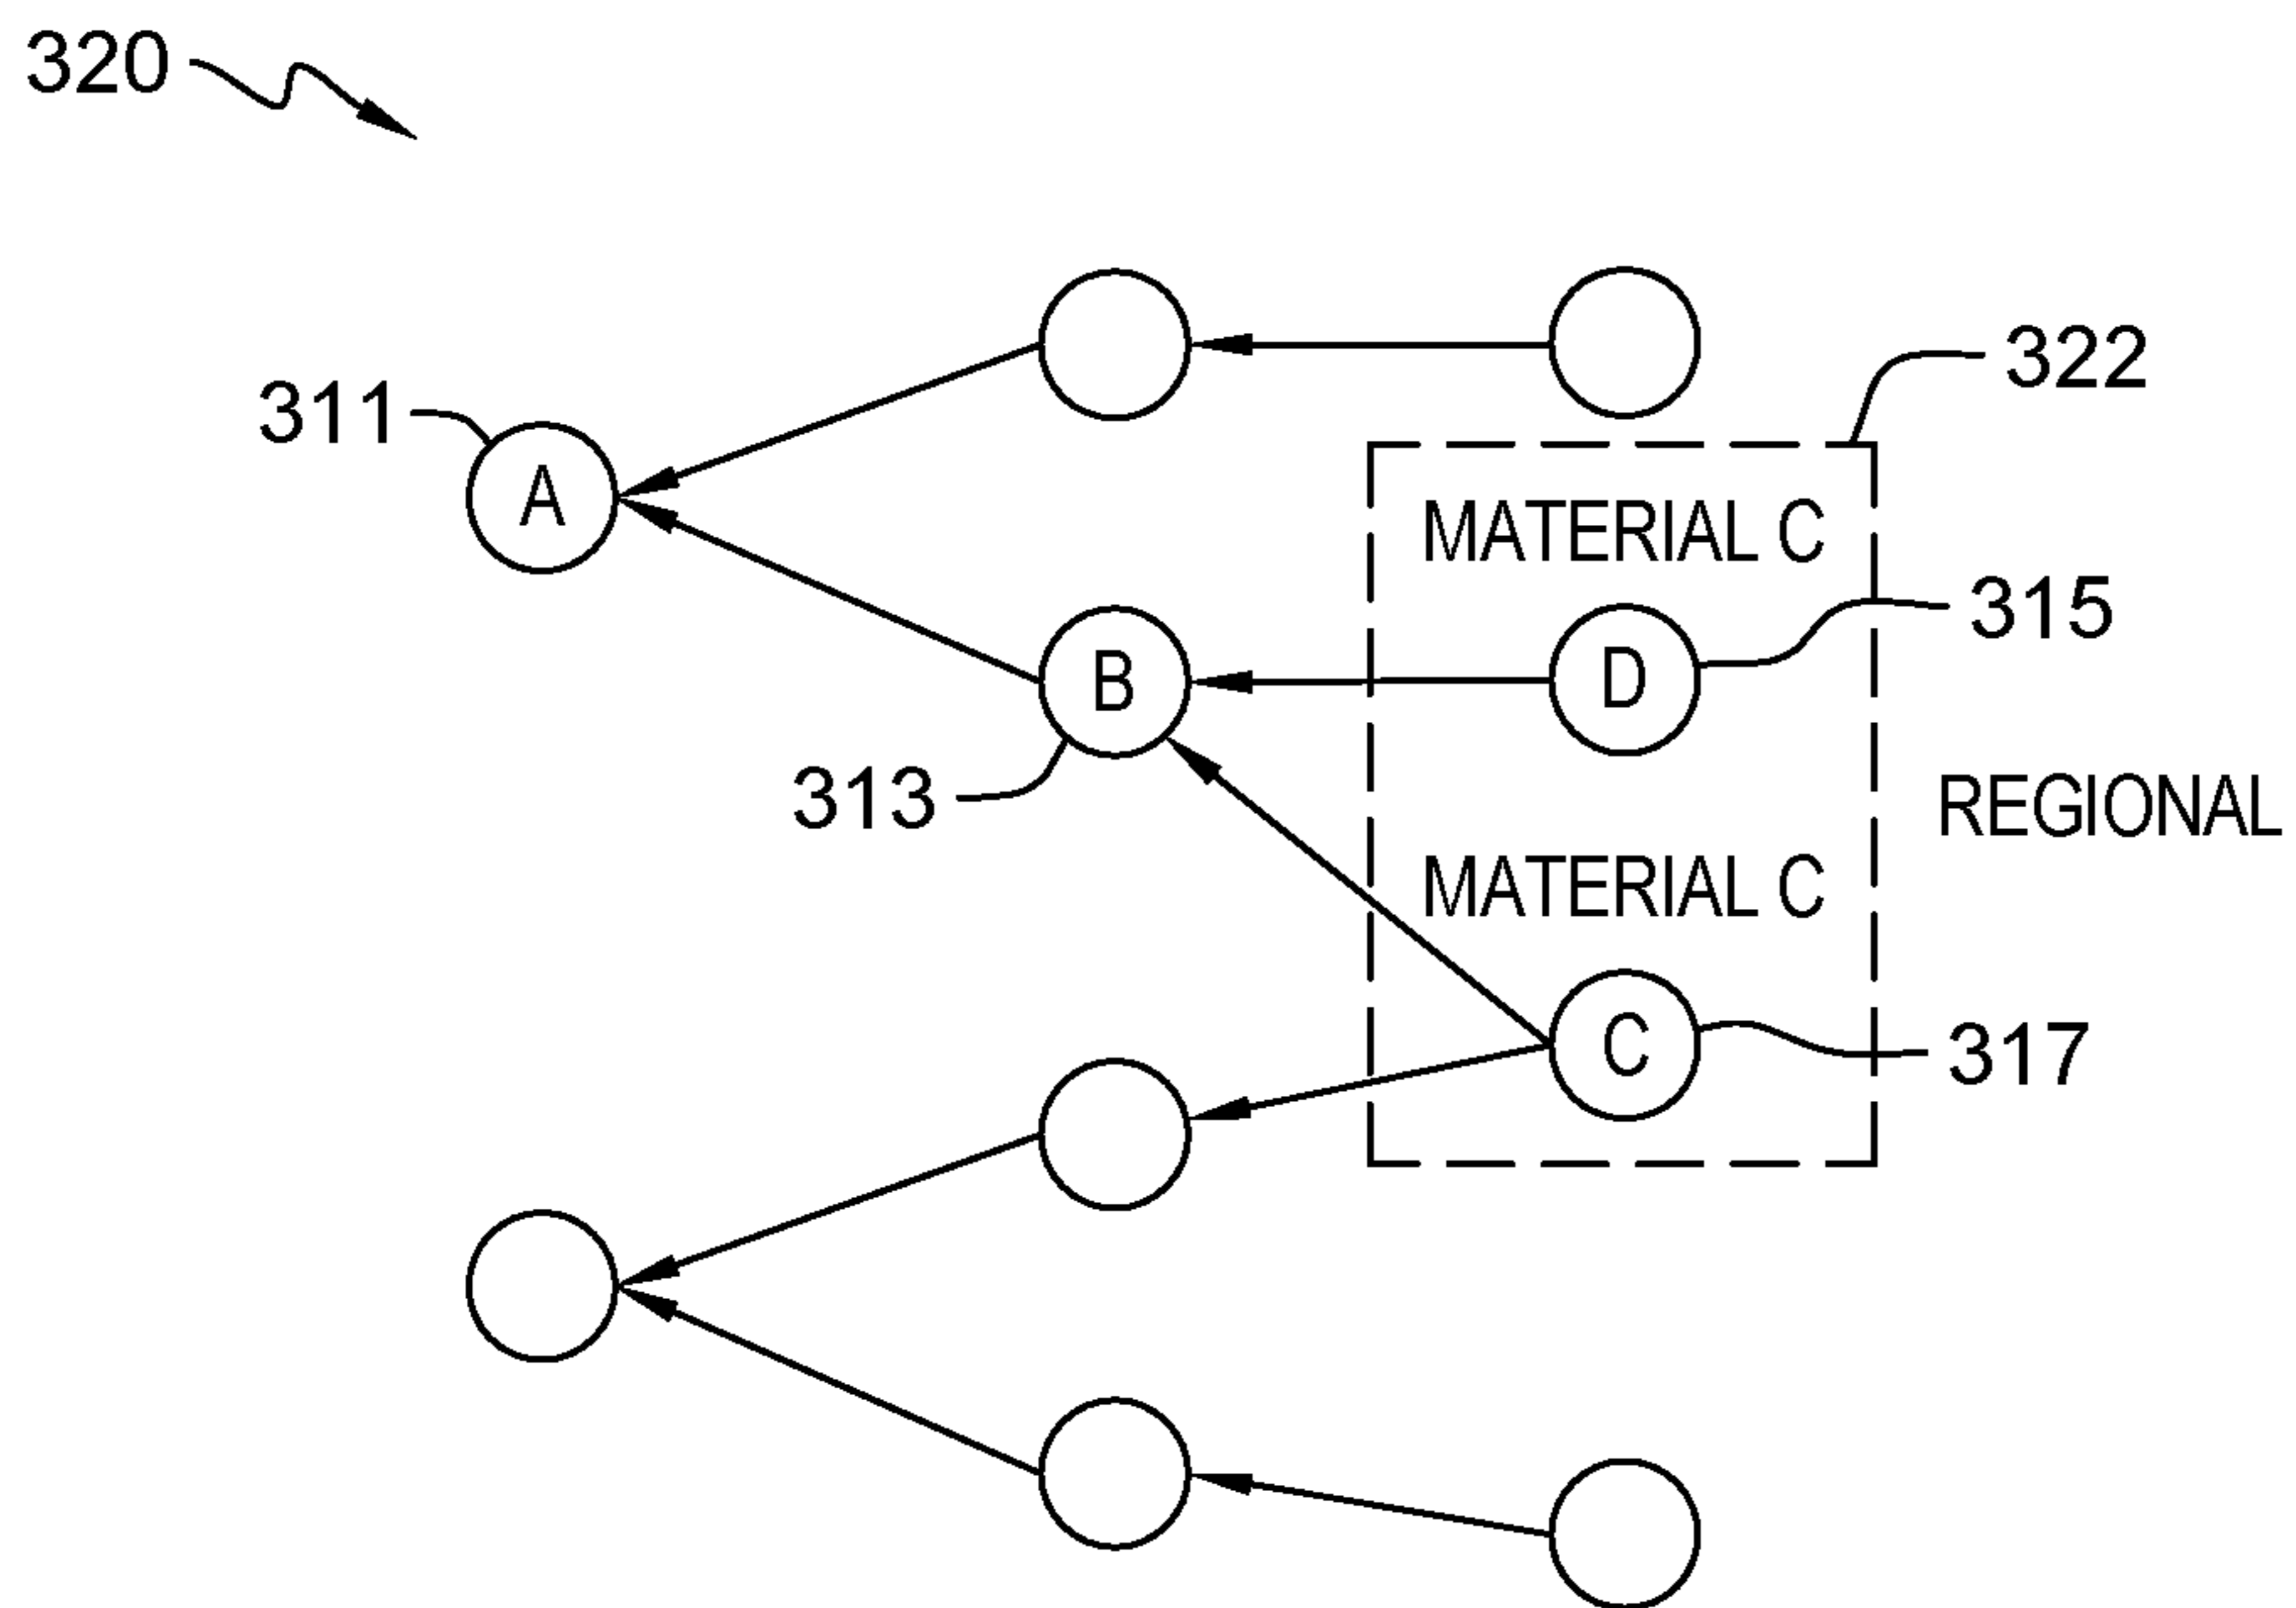 320
322
311
A
MATERIAL C
315
D
B
313
REGIONAL
MATERIAL C
C
317